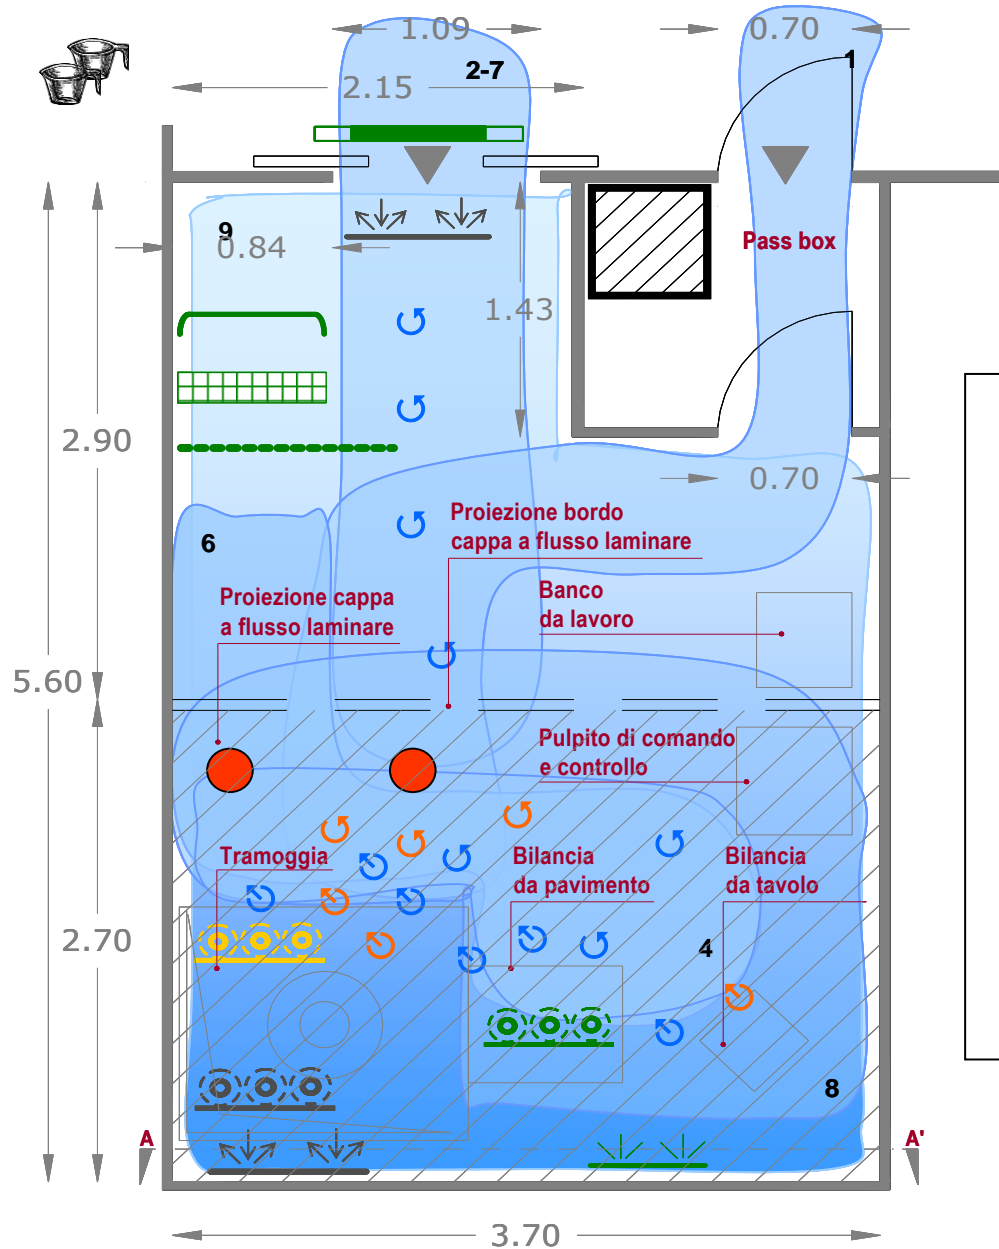 1.09
0.70
2-7
1
2.15
9
0.84
Pass box
1.43
2.90
0.70
Proiezione bordo
cappa a flusso laminare
6
Proiezione cappa
a flusso laminare
Banco
da lavoro
5.60
Pulpito di comando
e controllo
Tramoggia
Bilancia
da pavimento
Bilancia
da tavolo
2.70
4
8
A
A'
3.70